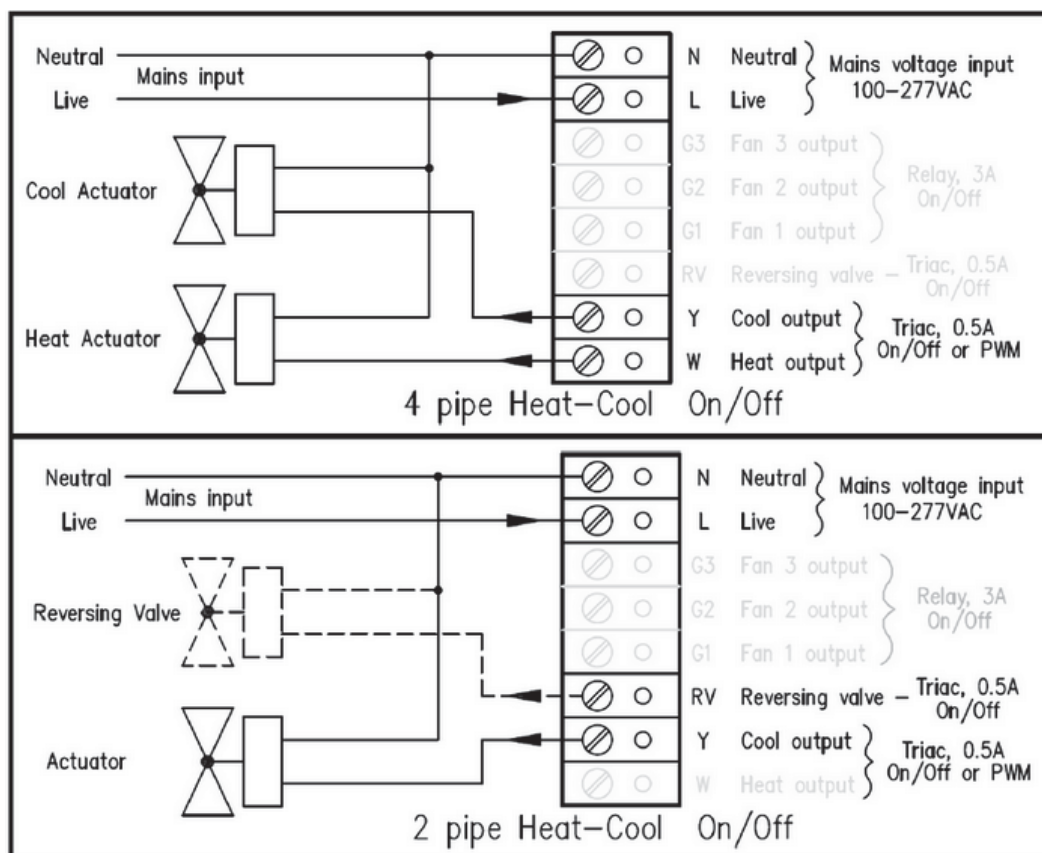 Neutral
Mains input
Live
Cool Actuator
Heat Actuator
N Neutral
L Live
Mains voltage input
100-277VAC
G3 Fan 3 output
G2 Fan 2 output
G1 Fan 1 output
Relay, 3A
On/Off
RV Reversing valve – Triac, 0.5A
On/Off
Y Cool output
W Heat output
Triac, 0.5A
On/Off or PWM
4 pipe Heat-Cool On/Off
Neutral
Mains input
Live
Reversing Valve
Actuator
N Neutral
L Live
Mains voltage input
100-277VAC
G3 Fan 3 output
G2 Fan 2 output
G1 Fan 1 output
Relay, 3A
On/Off
RV Reversing valve – Triac, 0.5A
On/Off
Y Cool output
W Heat output
Triac, 0.5A
On/Off or PWM
2 pipe Heat-Cool On/Off